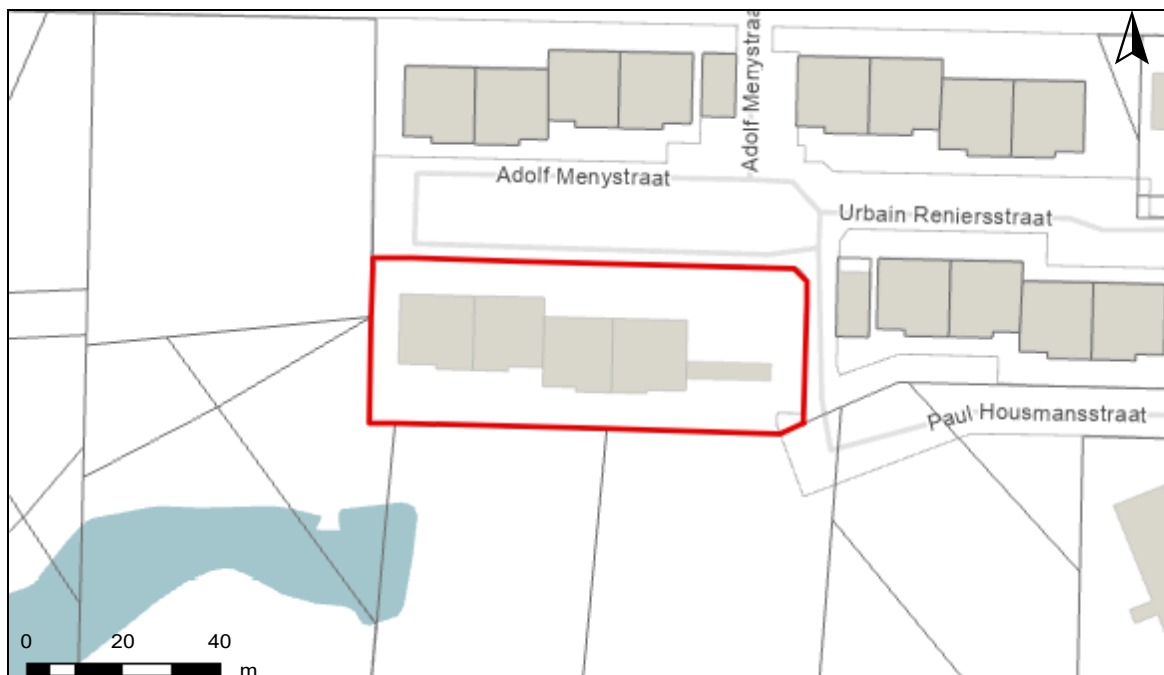 Adolf Menystraat
Adolf Menystraat
Urbain Reniersstraat
Paul Housmansstraat
0 20 40
m